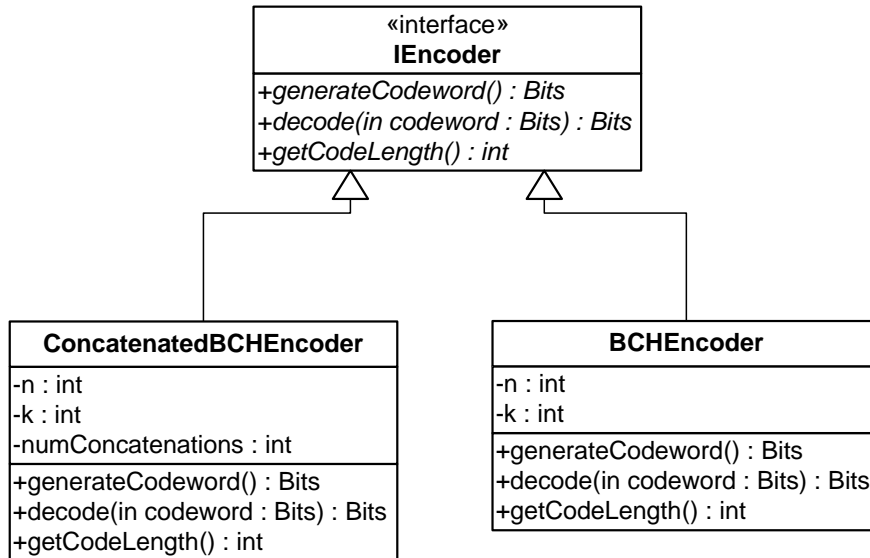 «interface»
IEncoder
+generateCodeword() : Bits
+decode(in codeword : Bits) : Bits
+getCodeLength() : int
ConcatenatedBCHEncoder
-n : int
-k : int
-numConcatenations : int
+generateCodeword() : Bits
+decode(in codeword : Bits) : Bits
+getCodeLength() : int
BCHEncoder
-n : int
-k : int
+generateCodeword() : Bits
+decode(in codeword : Bits) : Bits
+getCodeLength() : int